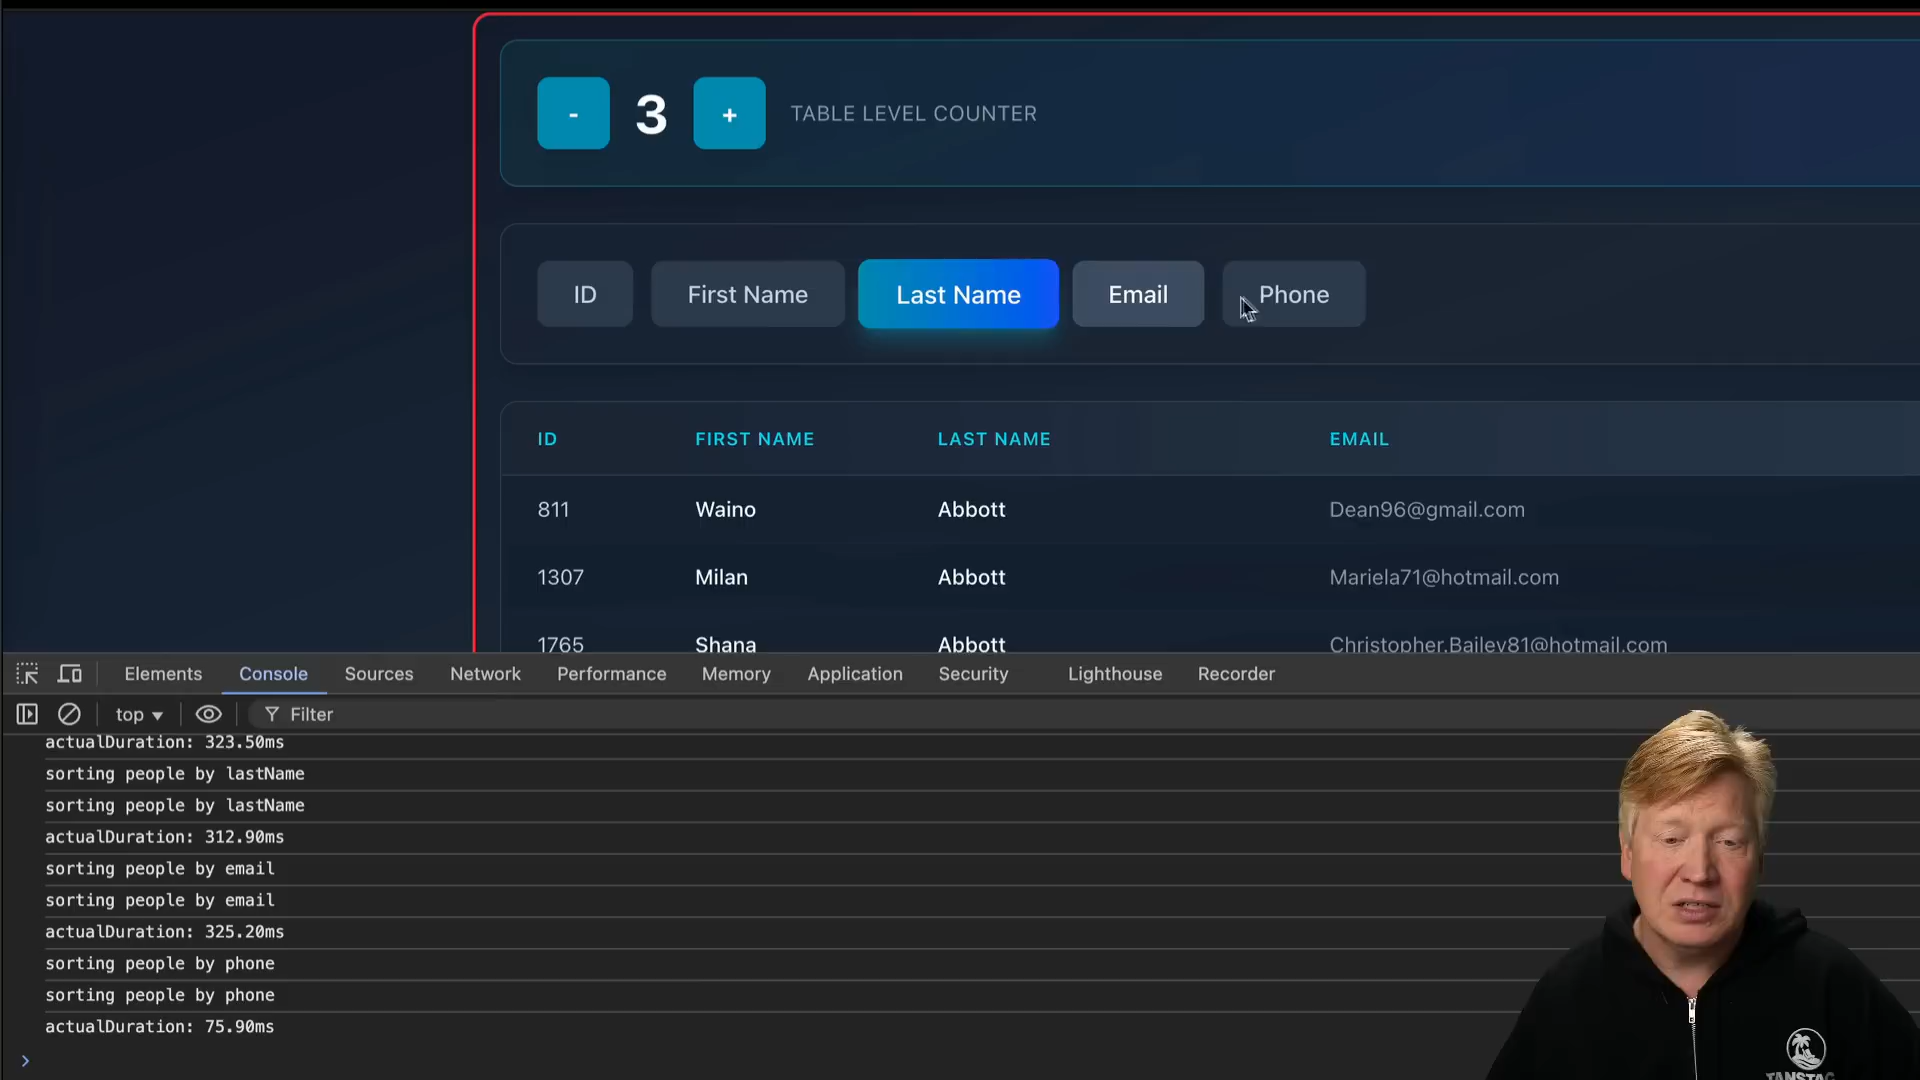 - 3 + TABLE LEVEL COUNTER
ID First Name Last Name Email Phone
ID FIRST NAME LAST NAME EMAIL
811 Waino Abbott Dean96@gmail.com
1307 Milan Abbott Mariela71@hotmail.com
1765 Shana Abbott Christopher.Bailey81@hotmail.com
Elements Console Sources Network Performance Memory Application Security Lighthouse Recorder
top Filter
actualDuration: 323.50ms
sorting people by lastName
sorting people by lastName
actualDuration: 312.90ms
sorting people by email
sorting people by email
actualDuration: 325.20ms
sorting people by phone
sorting people by phone
actualDuration: 75.90ms